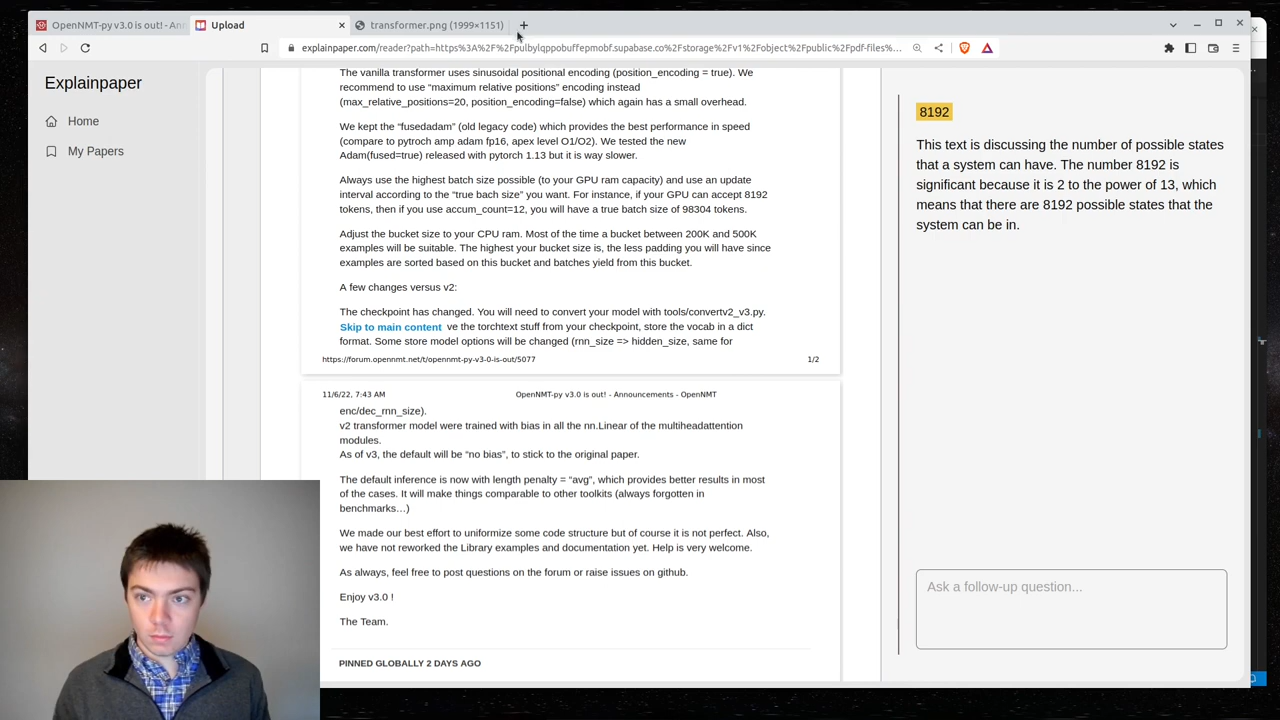 OpenNMT-py v3.0 is out! - Ann
Upload
transformer.png (1999×1151)
explainpaper.com/reader?path=https%3A%2F%2Fpulbylqppobuffepmobf.supabase.co%2Fstorage%2Fv1%2Fobject%2Fpublic%2Fpdf-files%...
Explainpaper
Home
My Papers
The vanilla transformer uses sinusoidal positional encoding (position_encoding = true). We
recommend to use “maximum relative positions” encoding instead
(max_relative_positions=20, position_encoding=false) which again has a small overhead.
We kept the “fusedadam” (old legacy code) which provides the best performance in speed
(compare to pytroch amp adam fp16, apex level O1/O2). We tested the new
Adam(fused=true) released with pytorch 1.13 but it is way slower.
Always use the highest batch size possible (to your GPU ram capacity) and use an update
interval according to the “true bach size” you want. For instance, if your GPU can accept 8192
tokens, then if you use accum_count=12, you will have a true batch size of 98304 tokens.
Adjust the bucket size to your CPU ram. Most of the time a bucket between 200K and 500K
examples will be suitable. The highest your bucket size is, the less padding you will have since
examples are sorted based on this bucket and batches yield from this bucket.
A few changes versus v2:
The checkpoint has changed. You will need to convert your model with tools/convertv2_v3.py.
Skip to main content ve the torchtext stuff from your checkpoint, store the vocab in a dict
format. Some store model options will be changed (rnn_size => hidden_size, same for
https://forum.opennmt.net/t/opennmt-py-v3-0-is-out/5077 1/2
11/6/22, 7:43 AM OpenNMT-py v3.0 is out! - Announcements - OpenNMT
enc/dec_rnn_size).
v2 transformer model were trained with bias in all the nn.Linear of the multiheadattention
modules.
As of v3, the default will be “no bias”, to stick to the original paper.
The default inference is now with length penalty = “avg”, which provides better results in most
of the cases. It will make things comparable to other toolkits (always forgotten in
benchmarks…)
We made our best effort to uniformize some code structure but of course it is not perfect. Also,
we have not reworked the Library examples and documentation yet. Help is very welcome.
As always, feel free to post questions on the forum or raise issues on github.
Enjoy v3.0 !
The Team.
PINNED GLOBALLY 2 DAYS AGO
8192
This text is discussing the number of possible states
that a system can have. The number 8192 is
significant because it is 2 to the power of 13, which
means that there are 8192 possible states that the
system can be in.
Ask a follow-up question...